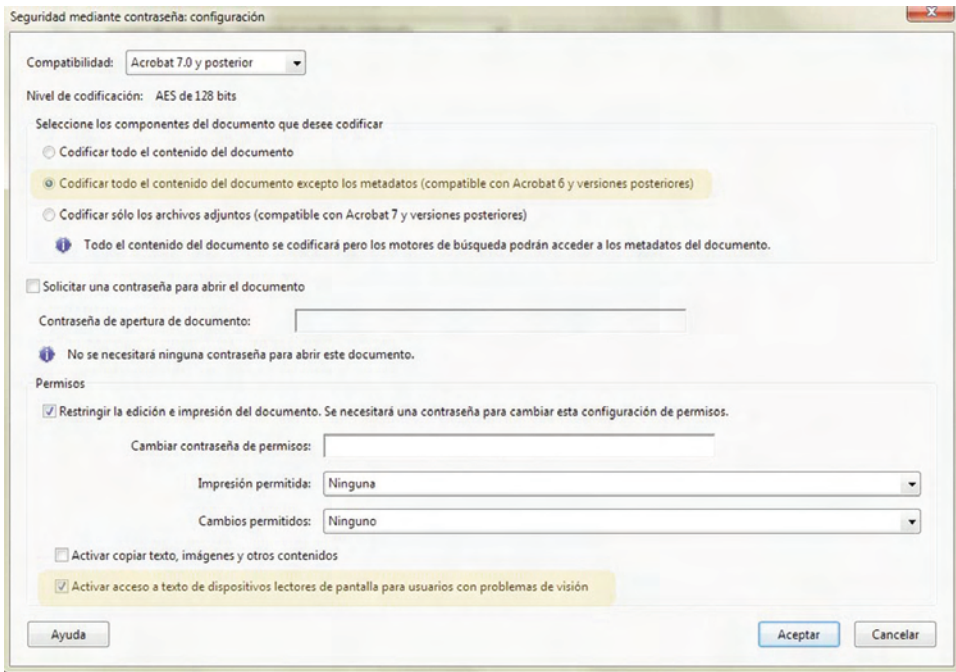 Seguridad mediante contraseña: configuración
Compatibilidad: Acrobat 7.0 y posterior
Nivel de codificación: AES de 128 bits
Seleccione los componentes del documento que desee codificar
Codificar todo el contenido del documento
Codificar todo el contenido del documento excepto los metadatos (compatible con Acrobat 6 y versiones posteriores)
Codificar sólo los archivos adjuntos (compatible con Acrobat 7 y versiones posteriores)
Todo el contenido del documento se codificará pero los motores de búsqueda podrán acceder a los metadatos del documento.
Solicitar una contraseña para abrir el documento
Contraseña de apertura de documento:
No se necesitará ninguna contraseña para abrir este documento.
Permisos
Restringir la edición e impresión del documento. Se necesitará una contraseña para cambiar esta configuración de permisos.
Cambiar contraseña de permisos:
Impresión permitida: Ninguna
Cambios permitidos: Ninguno
Activar copiar texto, imágenes y otros contenidos
Activar acceso a texto de dispositivos lectores de pantalla para usuarios con problemas de visión
Ayuda Aceptar Cancelar